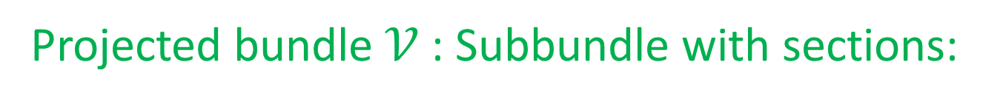 Projected bundle 𝒱 : Subbundle with sections: